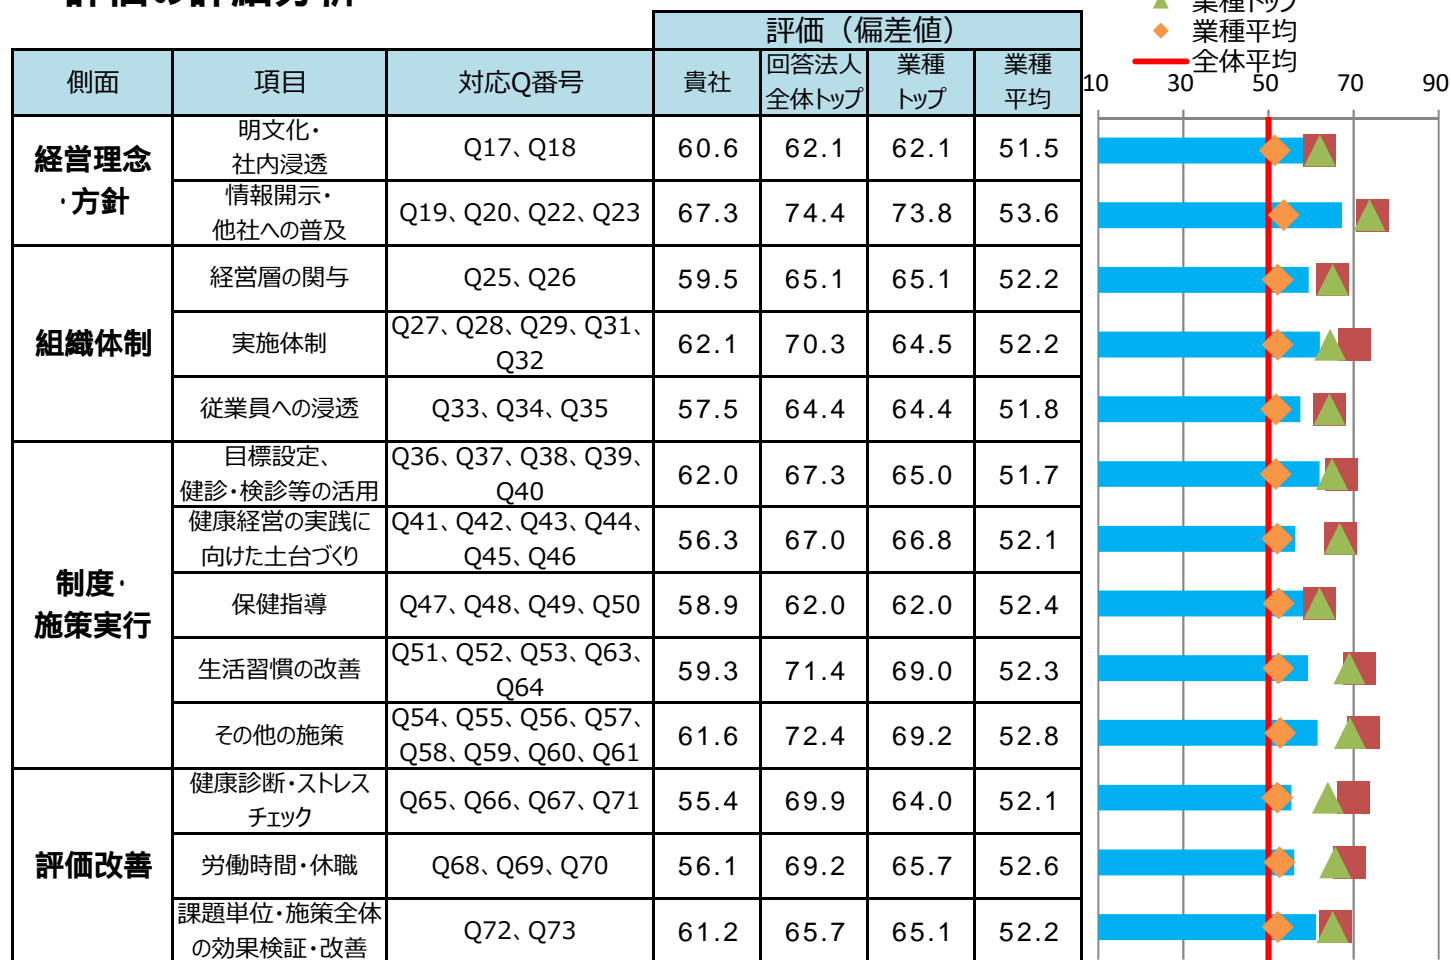 評価の詳細分析
業種トップ
業種平均
全体平均
評価（偏差値）
側面 項目 対応Q番号 貴社 回答法人 業種 業種
全体トップ トップ 平均
10 30 50 70 90
経営理念
・方針
明文化・
社内浸透
Q17、Q18 60.6 62.1 62.1 51.5
情報開示・
他社への普及
Q19、Q20、Q22、Q23 67.3 74.4 73.8 53.6
組織体制
経営層の関与 Q25、Q26 59.5 65.1 65.1 52.2
実施体制
Q27、Q28、Q29、Q31、
Q32
62.1 70.3 64.5 52.2
従業員への浸透 Q33、Q34、Q35 57.5 64.4 64.4 51.8
制度・
施策実行
目標設定、
健診・検診等の活用
Q36、Q37、Q38、Q39、
Q40
62.0 67.3 65.0 51.7
健康経営の実践に
向けた土台づくり
Q41、Q42、Q43、Q44、
Q45、Q46
56.3 67.0 66.8 52.1
保健指導 Q47、Q48、Q49、Q50 58.9 62.0 62.0 52.4
生活習慣の改善
Q51、Q52、Q53、Q63、
Q64
59.3 71.4 69.0 52.3
その他の施策
Q54、Q55、Q56、Q57、
Q58、Q59、Q60、Q61
61.6 72.4 69.2 52.8
評価改善
健康診断・ストレス
チェック
Q65、Q66、Q67、Q71 55.4 69.9 64.0 52.1
労働時間・休職 Q68、Q69、Q70 56.1 69.2 65.7 52.6
課題単位・施策全体
の効果検証・改善
Q72、Q73 61.2 65.7 65.1 52.2